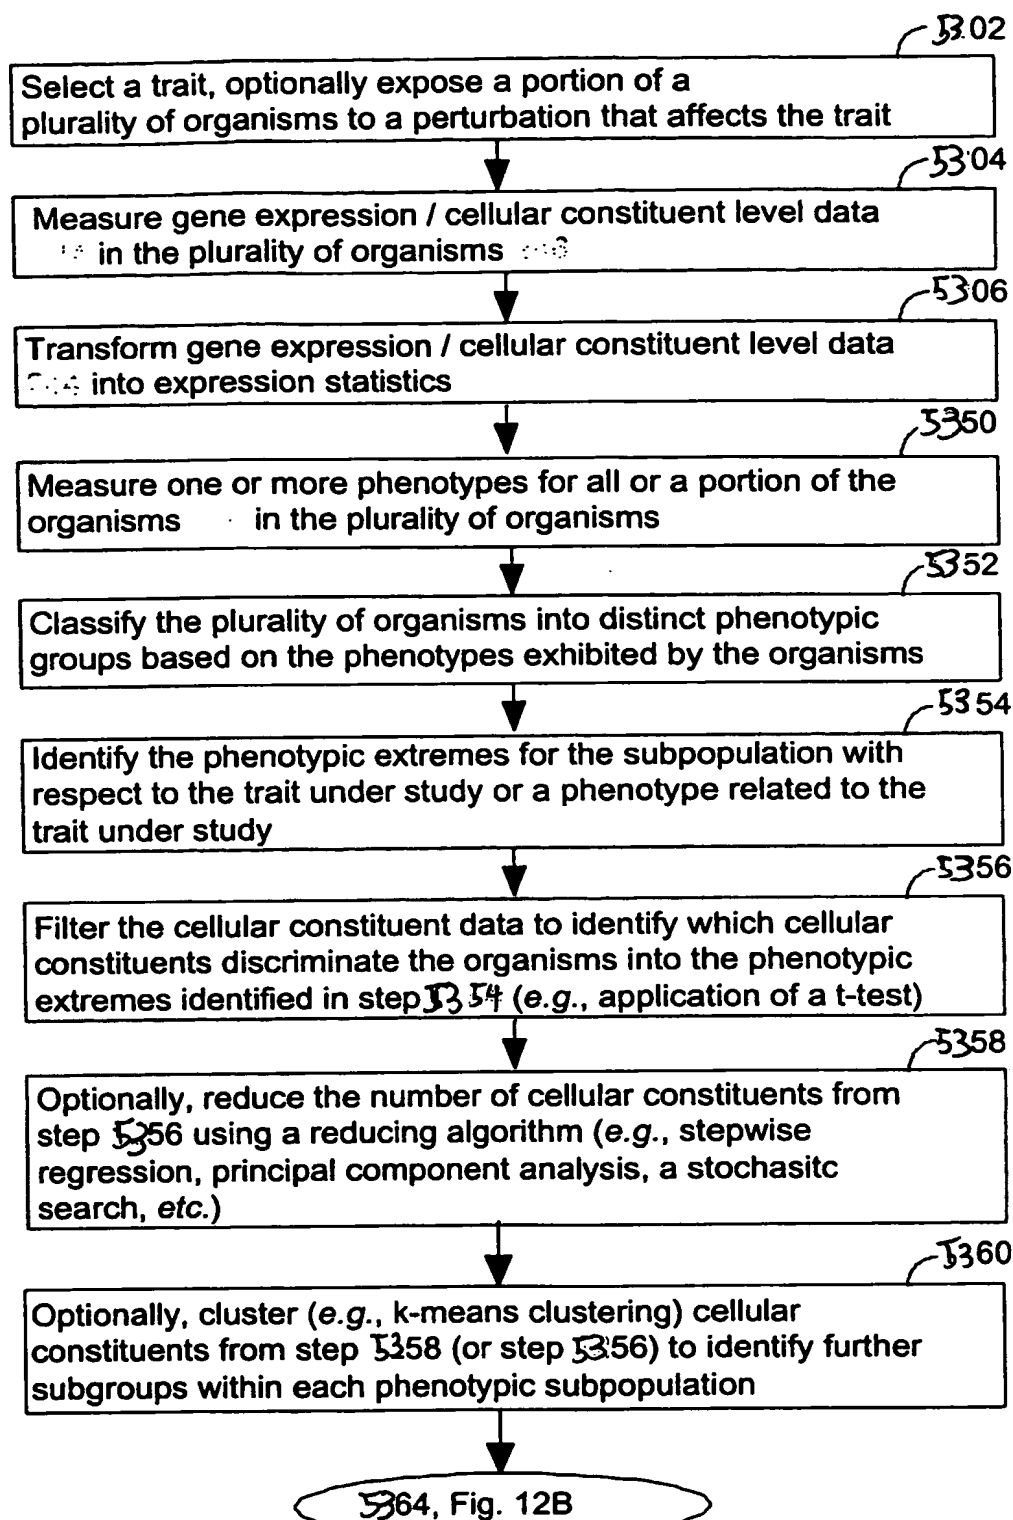 5302
Select a trait, optionally expose a portion of a
plurality of organisms to a perturbation that affects the trait
5304
Measure gene expression / cellular constituent level data
in the plurality of organisms
5306
Transform gene expression / cellular constituent level data
into expression statistics
5350
Measure one or more phenotypes for all or a portion of the
organisms in the plurality of organisms
5352
Classify the plurality of organisms into distinct phenotypic
groups based on the phenotypes exhibited by the organisms
5354
Identify the phenotypic extremes for the subpopulation with
respect to the trait under study or a phenotype related to the
trait under study
5356
Filter the cellular constituent data to identify which cellular
constituents discriminate the organisms into the phenotypic
extremes identified in step 5354 (e.g., application of a t-test)
5358
Optionally, reduce the number of cellular constituents from
step 5356 using a reducing algorithm (e.g., stepwise
regression, principal component analysis, a stochasitc
search, etc.)
5360
Optionally, cluster (e.g., k-means clustering) cellular
constituents from step 5358 (or step 5356) to identify further
subgroups within each phenotypic subpopulation
5364, Fig. 12B